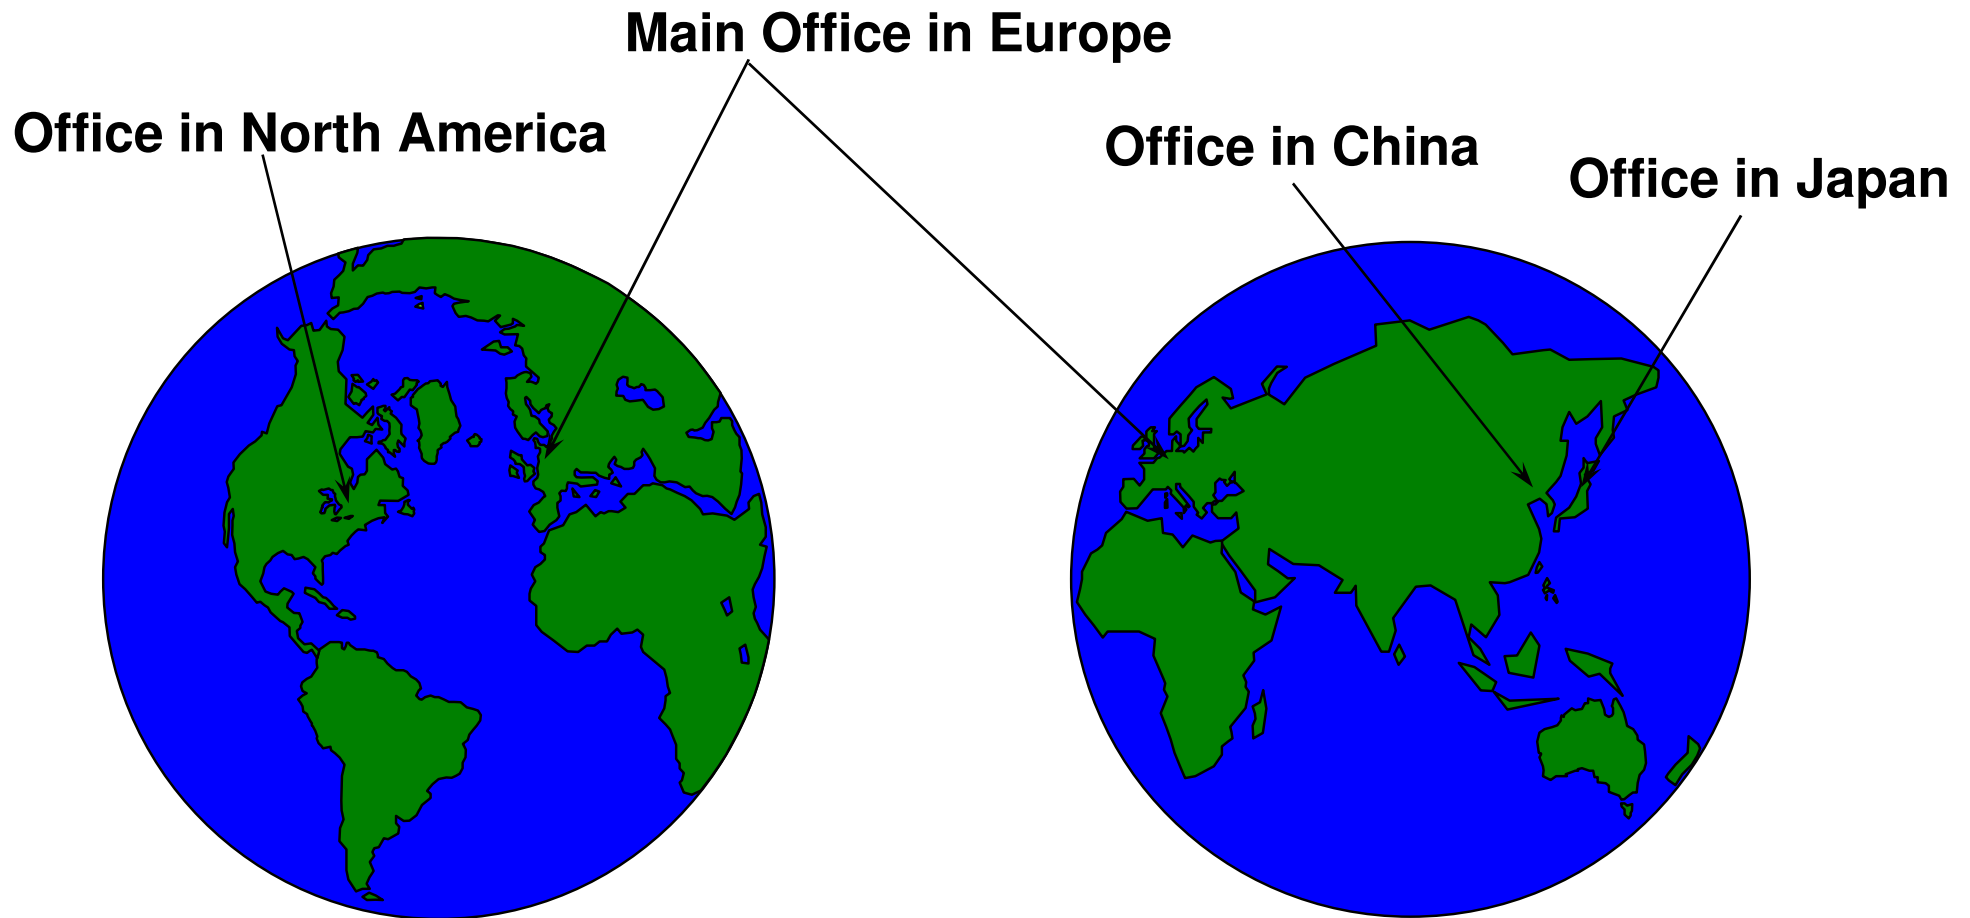 Main Office in Europe
Office in North America
Office in China
Office in Japan